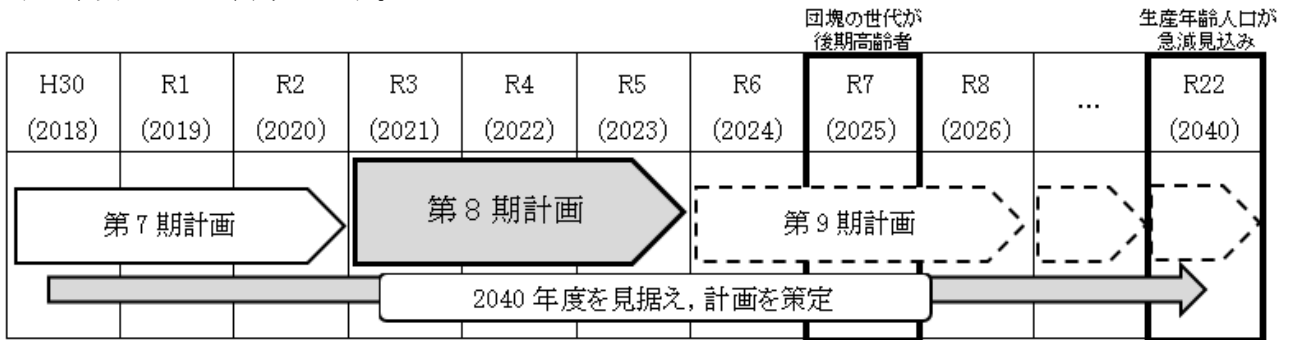 団塊の世代が
後期高齢者
生産年齢人口が
急減見込み
H30 R1 R2 R3 R4 R5 R6 R7 R8 … R22
(2018) (2019) (2020) (2021) (2022) (2023) (2024) (2025) (2026) (2040)
第7期計画 第8期計画 第9期計画
2040年度を見据え,計画を策定